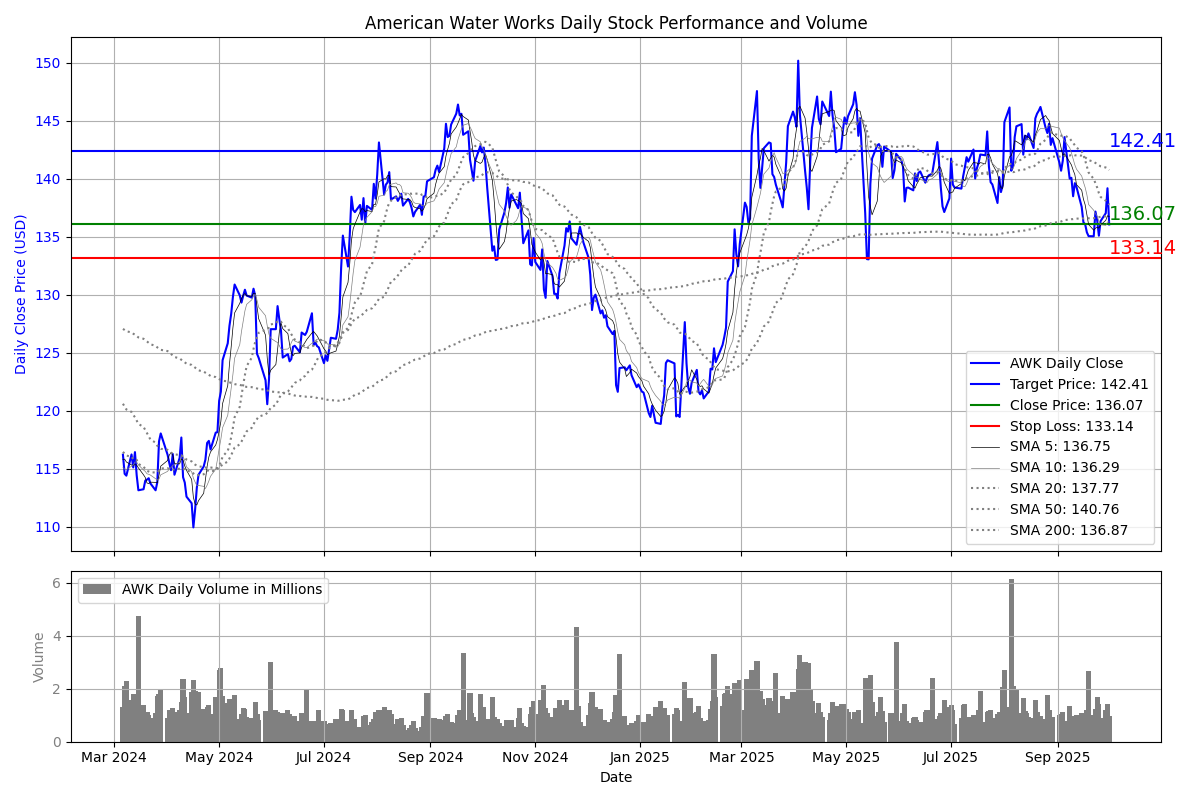 American Water Works Daily Stock Performance and Volume
Daily Close Price (USD)
150
145
140
135
130
125
120
115
110
142.41
136.07
133.14
AWK Daily Close
Target Price: 142.41
Close Price: 136.07
Stop Loss: 133.14
SMA 5: 136.75
SMA 10: 136.29
SMA 20: 137.77
SMA 50: 140.76
SMA 200: 136.87
Volume
6
4
2
0
AWK Daily Volume in Millions
Mar 2024 May 2024 Jul 2024 Sep 2024 Nov 2024 Jan 2025 Mar 2025 May 2025 Jul 2025 Sep 2025
Date